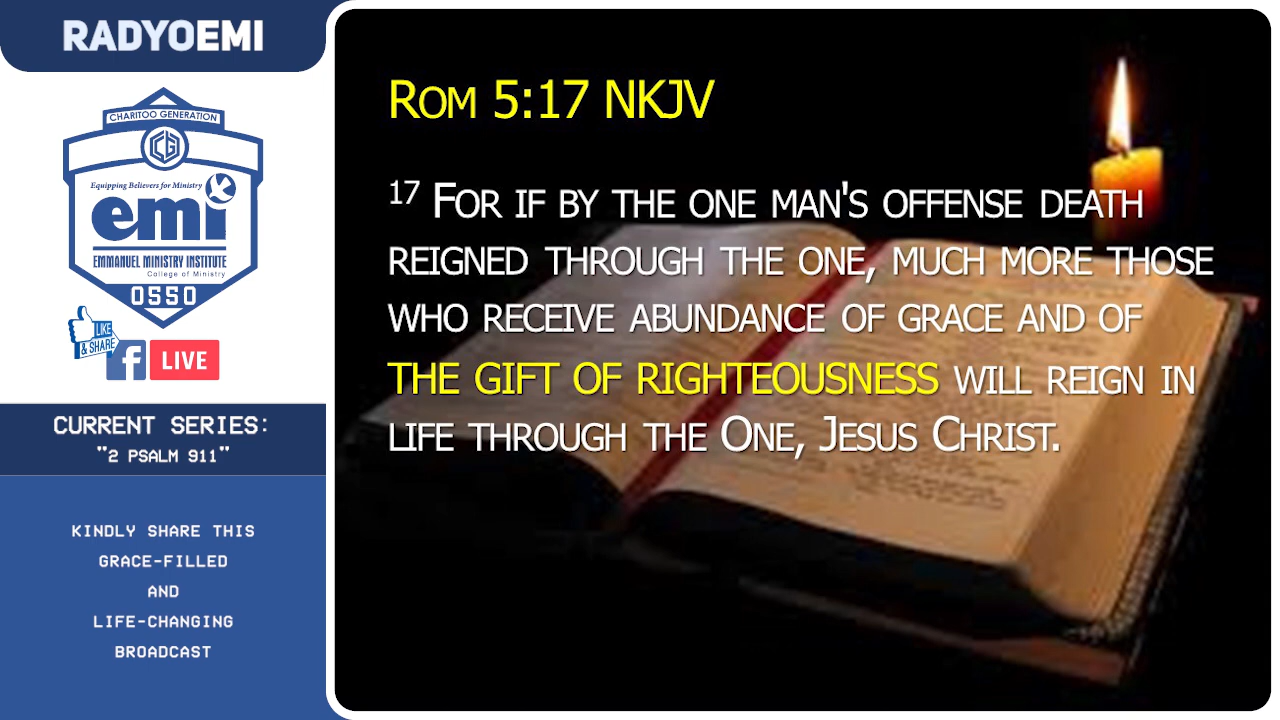 RADYOEMI
CHARITOO GENERATION
CG
Equipping Believers for Ministry
emi
EMMANUEL MINISTRY INSTITUTE
College of Ministry
0550
LIKE
& SHARE
f LIVE
CURRENT SERIES:
"2 PSALM 911"
KINDLY SHARE THIS
GRACE-FILLED
AND
LIFE-CHANGING
BROADCAST
ROM 5:17 NKJV
17 FOR IF BY THE ONE MAN'S OFFENSE DEATH
REIGNED THROUGH THE ONE, MUCH MORE THOSE
WHO RECEIVE ABUNDANCE OF GRACE AND OF
THE GIFT OF RIGHTEOUSNESS WILL REIGN IN
LIFE THROUGH THE ONE, JESUS CHRIST.